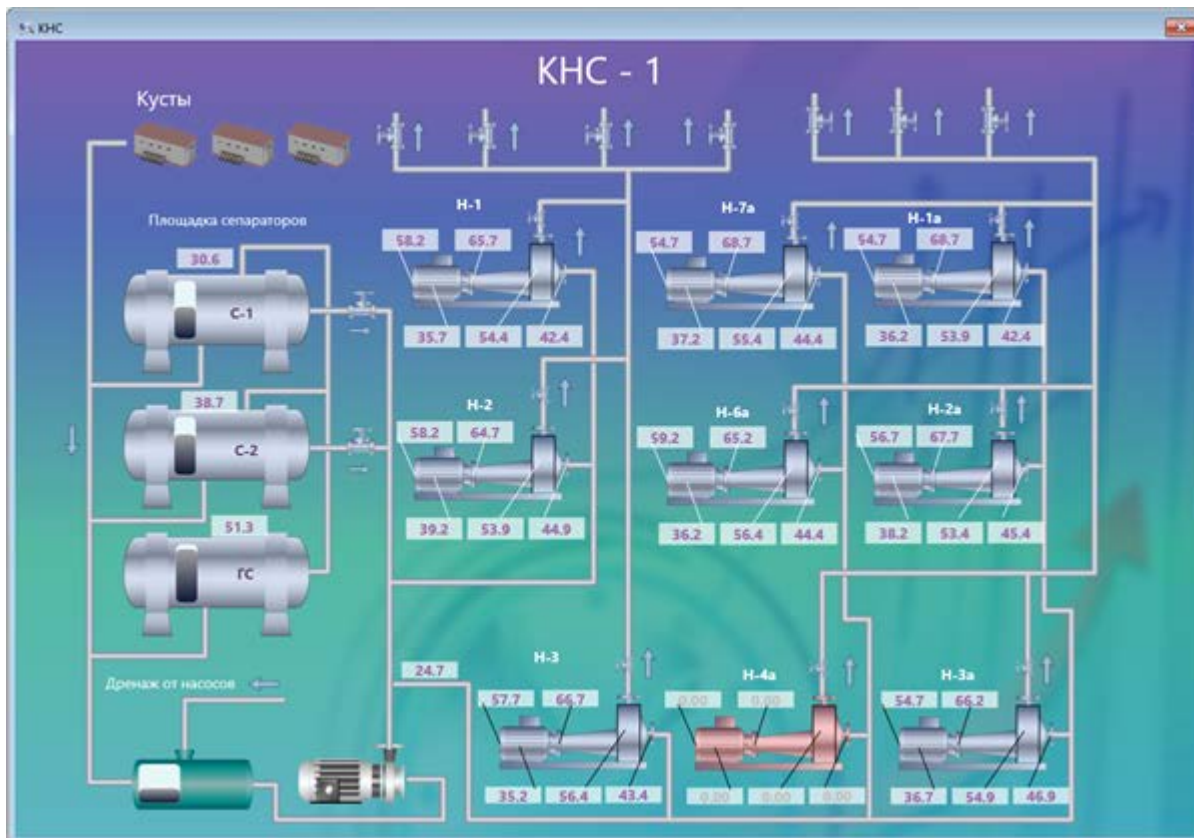 КНС
КНС - 1
Кусты
Площадка сепараторов
30.6
С-1
38.7
С-2
51.3
ГС
Дренаж от насосов
24.7
Н-1
58.2 65.7
35.7 54.4 42.4
Н-7а
54.7 68.7
37.2 55.4 44.4
Н-1а
54.7 68.7
36.2 53.9 42.4
Н-2
58.2 64.7
39.2 53.9 44.9
Н-6а
59.2 65.2
36.2 56.4 44.4
Н-2а
56.7 67.7
38.2 53.4 45.4
Н-3
57.7 66.7
35.2 56.4 43.4
Н-4а
0.00 0.00
0.00 0.00 0.00
Н-3а
54.7 66.2
36.7 54.9 46.9